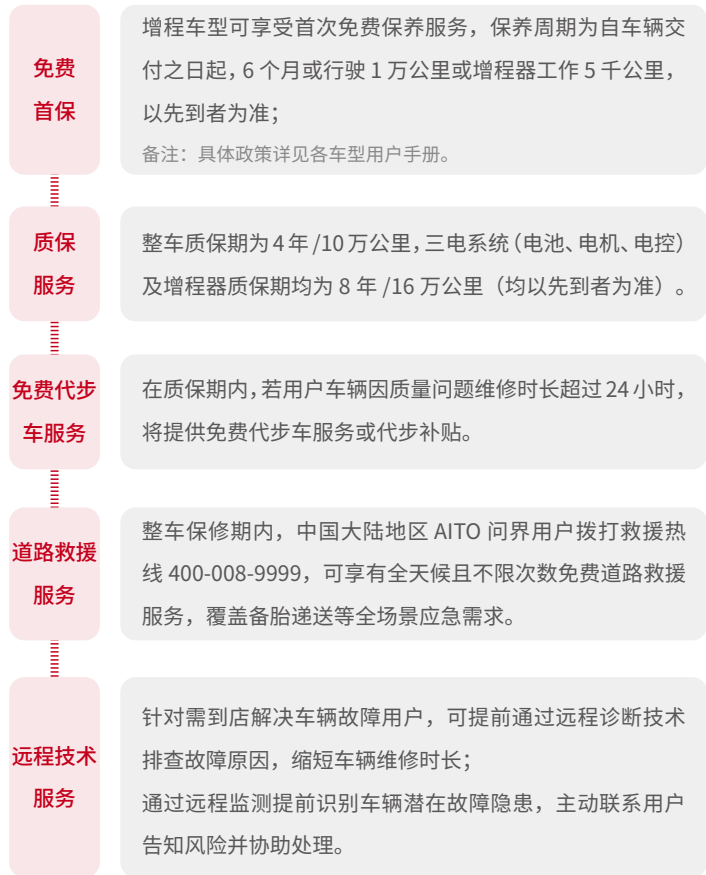 免费
首保
增程车型可享受首次免费保养服务，保养周期为自车辆交
付之日起，6 个月或行驶 1 万公里或增程器工作 5 千公里，
以先到者为准；
备注：具体政策详见各车型用户手册。
质保
服务
整车质保期为 4 年 /10 万公里，三电系统（电池、电机、电控）
及增程器质保期均为 8 年 /16 万公里（均以先到者为准）。
免费代步
车服务
在质保期内，若用户车辆因质量问题维修时长超过 24 小时，
将提供免费代步车服务或代步补贴。
道路救援
服务
整车保修期内，中国大陆地区 AITO 问界用户拨打救援热
线 400-008-9999，可享有全天候且不限次数免费道路救援
服务，覆盖备胎递送等全场景应急需求。
远程技术
服务
针对需到店解决车辆故障用户，可提前通过远程诊断技术
排查故障原因，缩短车辆维修时长；
通过远程监测提前识别车辆潜在故障隐患，主动联系用户
告知风险并协助处理。